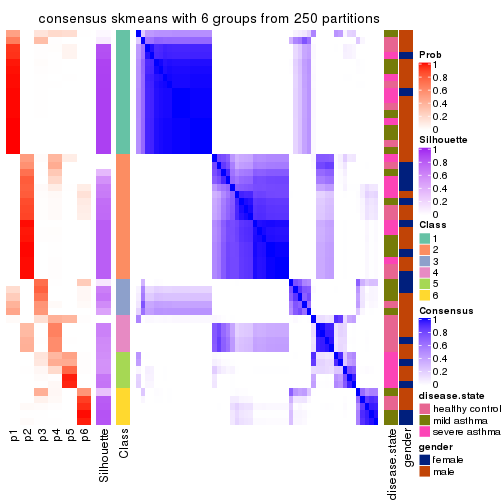 consensus skmeans with 6 groups from 250 partitions
Prob
1
0.8
0.6
0.4
0.2
0
Silhouette
1
0.8
0.6
0.4
0.2
0
Class
1
2
3
4
5
6
Consensus
1
0.8
0.6
0.4
0.2
0
disease.state
healthy control
mild asthma
severe asthma
gender
female
male
p1
p2
p3
p4
p5
p6
Silhouette
Class
disease.state
gender